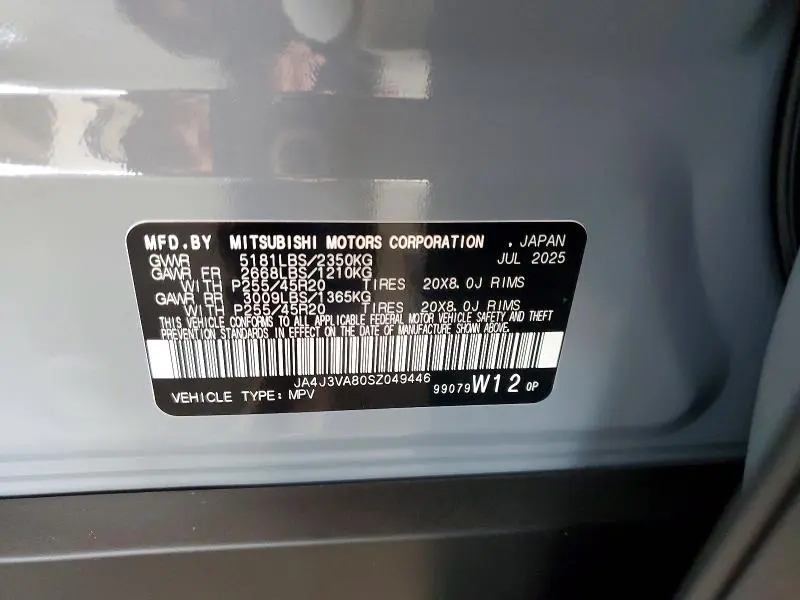 MFD.BY MITSUBISHI MOTORS CORPORATION . JAPAN
GVWR 5181LBS/2350KG JUL 2025
GAWR FR 2668LBS/1210KG
WITH P255/45R20 TIRES 20X8.0J RIMS
GAWR RR 3009LBS/1365KG
WITH P255/45R20 TIRES 20X8.0J RIMS
THIS VEHICLE CONFORMS TO ALL APPLICABLE FEDERAL MOTOR VEHICLE SAFETY AND THEFT
PREVENTION STANDARDS IN EFFECT ON THE DATE OF MANUFACTURE SHOWN ABOVE.
JA4J3VA80SZ049446
VEHICLE TYPE: MPV 99079 W12 0P